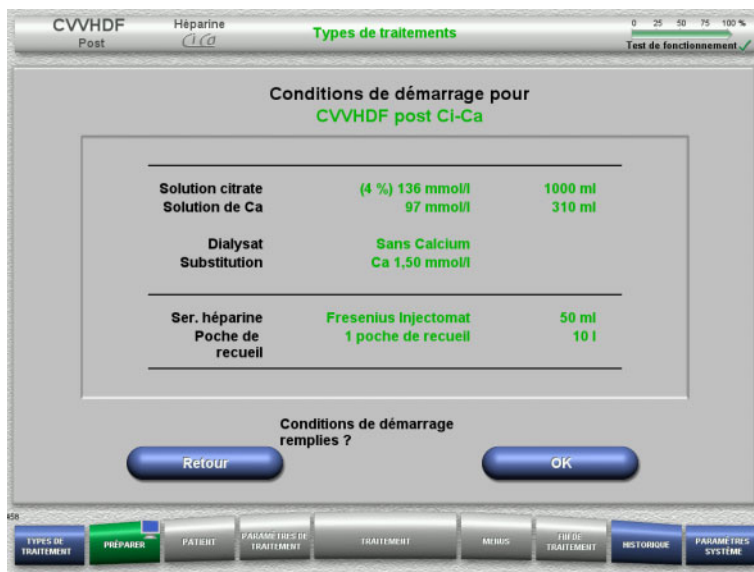 CVVHDF
Post
Héparine
CiCa
Types de traitements
0 25 50 75 100 %
Test de fonctionnement
Conditions de démarrage pour
CVVHDF post Ci-Ca
Solution citrate (4 %) 136 mmol/l 1000 ml
Solution de Ca 97 mmol/l 310 ml
Dialysat Sans Calcium
Substitution Ca 1,50 mmol/l
Ser. héparine Fresenius Injectomat 50 ml
Poche de 1 poche de recueil 10 l
recueil
Conditions de démarrage
remplies ?
Retour OK
TYPES DE
TRAITEMENT
PRÉPARER
PATIENT
PARAMÈTRES DE
TRAITEMENT
TRAITEMENT
MENUS
FIN DE
TRAITEMENT
HISTORIQUE
PARAMÈTRES
SYSTÈME